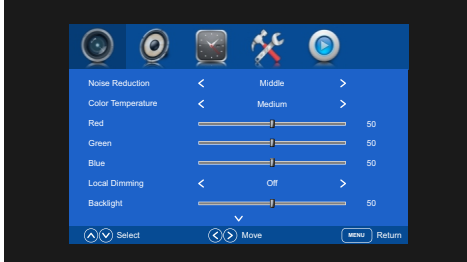 Noise Reduction < Middle >
Color Temperature < Medium >
Red 50
Green 50
Blue 50
Local Dimming < Off >
Backlight 50
Select Move MENU Return